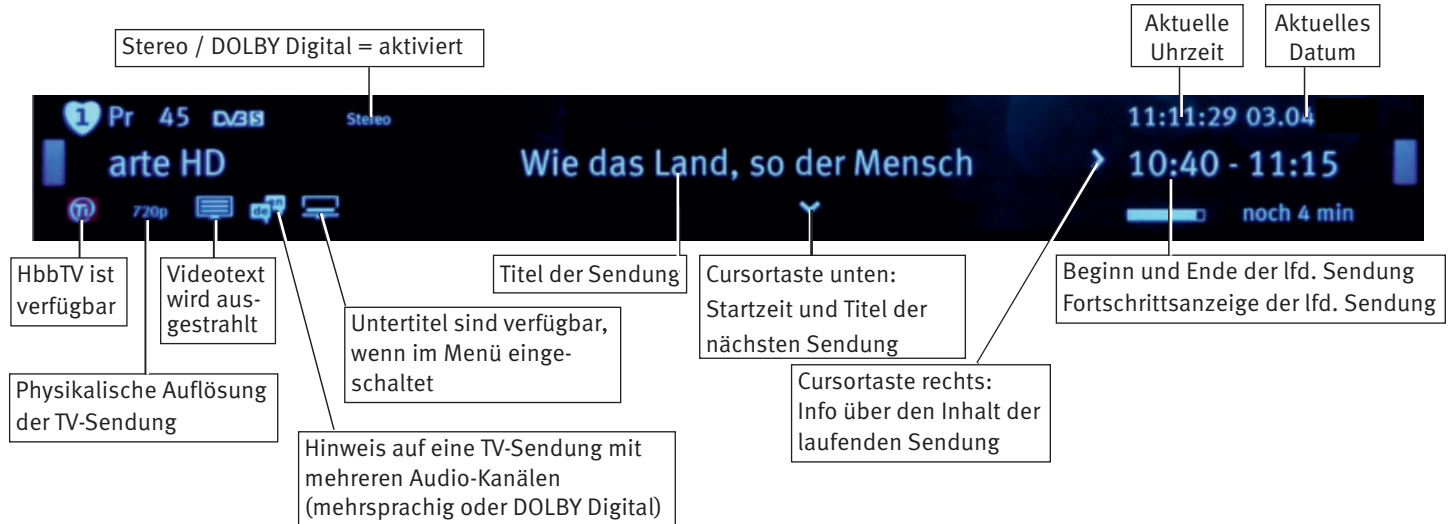 Stereo / DOLBY Digital = aktiviert
Aktuelle
Uhrzeit
Aktuelles
Datum
1 Pr 45 DVB S Stereo 11:11:29 03.04
arte HD Wie das Land, so der Mensch 10:40 - 11:15
720p de en noch 4 min
HbbTV ist
verfügbar
Videotext
wird aus-
gestrahlt
Titel der Sendung
Cursortaste unten:
Startzeit und Titel der
nächsten Sendung
Beginn und Ende der lfd. Sendung
Fortschrittsanzeige der lfd. Sendung
Untertitel sind verfügbar,
wenn im Menü einge-
schaltet
Physikalische Auflösung
der TV-Sendung
Cursortaste rechts:
Info über den Inhalt der
laufenden Sendung
Hinweis auf eine TV-Sendung mit
mehreren Audio-Kanälen
(mehrsprachig oder DOLBY Digital)